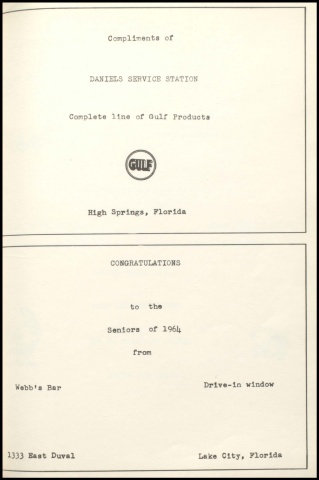 Compliments of
DANIELS SERVICE STATION
Complete line of Gulf Products
GULF
High Springs, Florida
CONGRATULATIONS
to the
Seniors of 1964
from
Webb's Bar Drive-in window
1333 East Duval Lake City, Florida